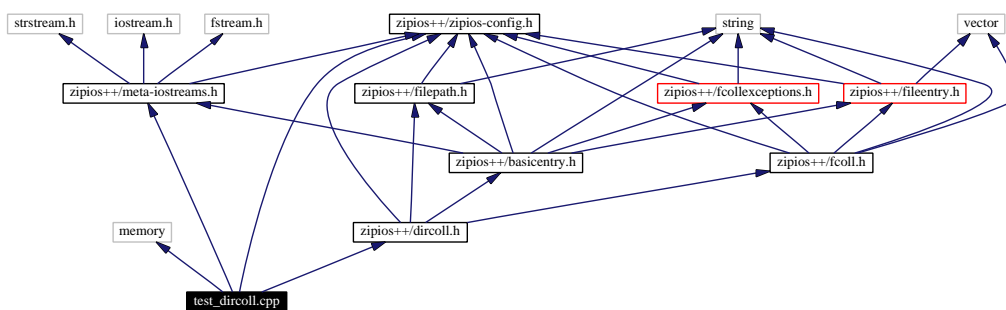 strstream.h
iostream.h
fstream.h
zipios++/zipios-config.h
string
vector
zipios++/meta-iostreams.h
zipios++/filepath.h
zipios++/fcollexceptions.h
zipios++/fileentry.h
zipios++/basicentry.h
zipios++/fcoll.h
memory
zipios++/dircoll.h
test_dircoll.cpp